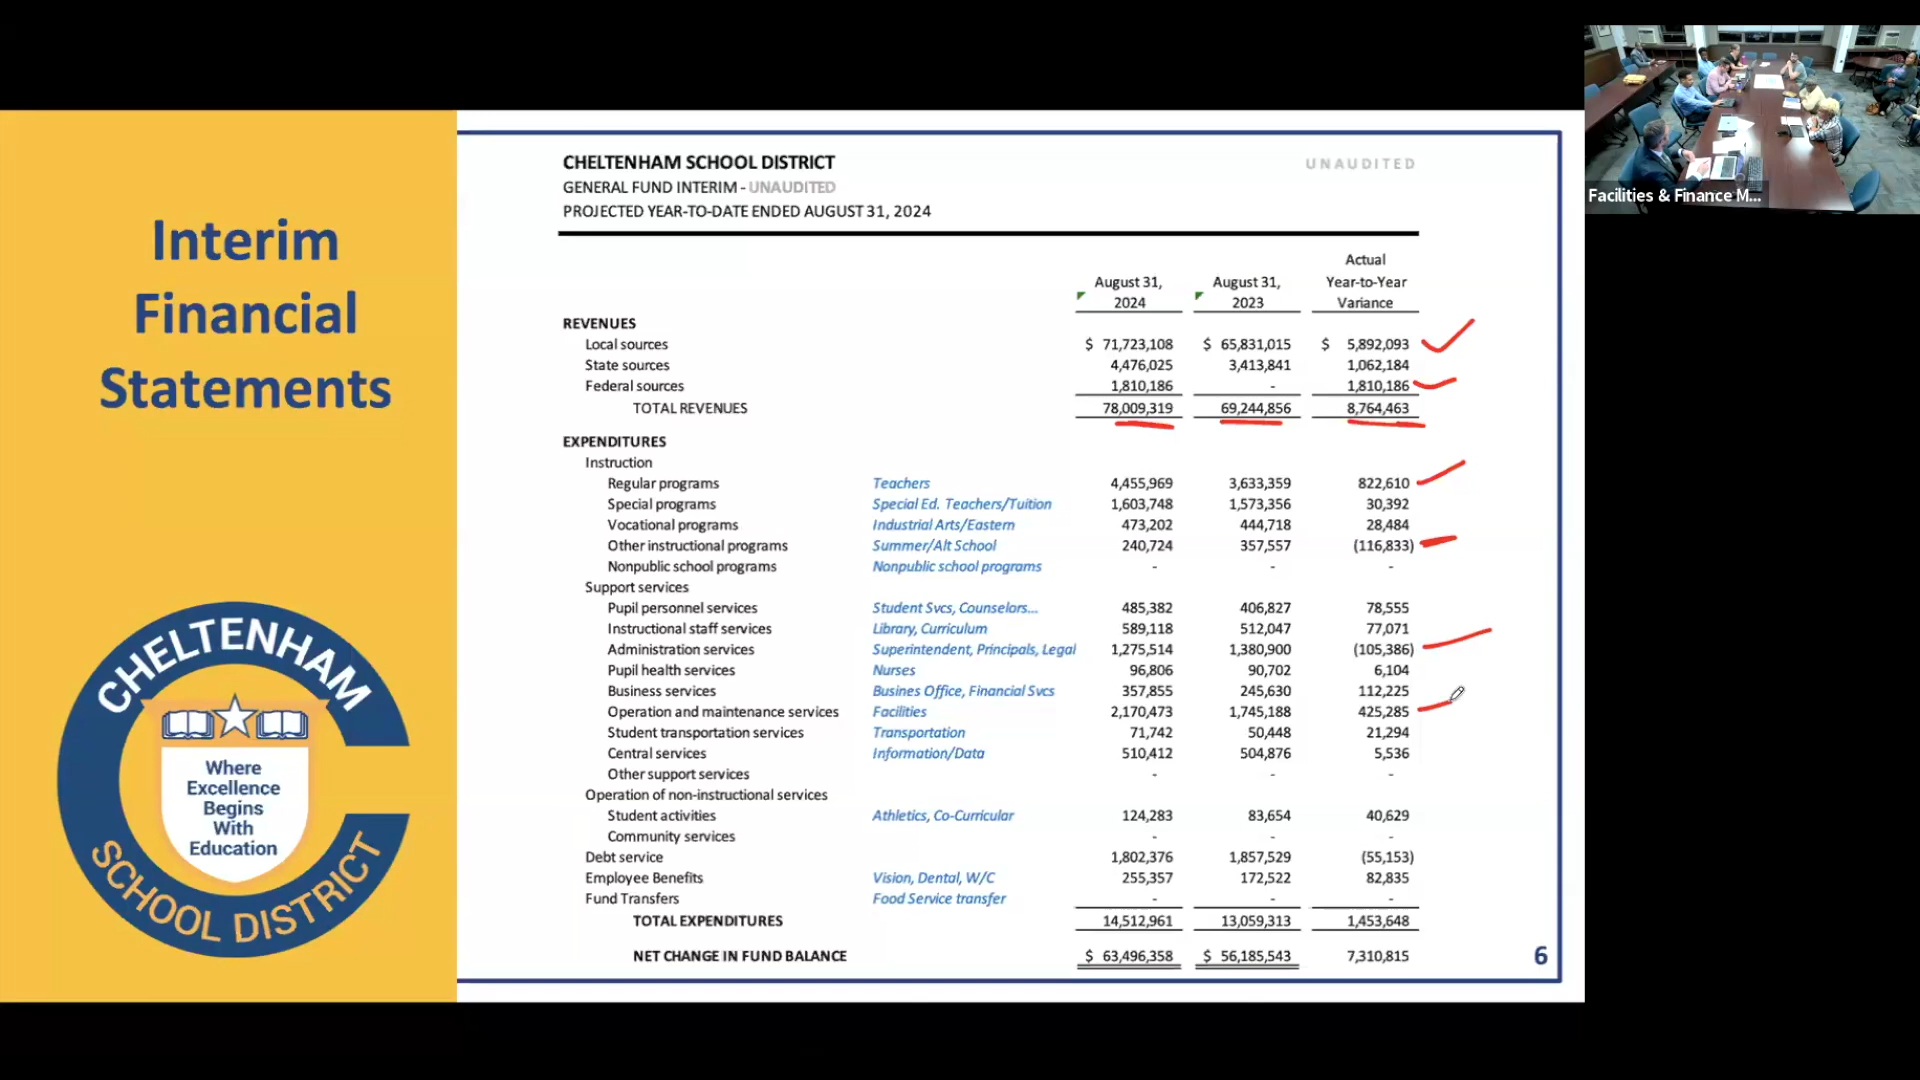 Interim
Financial
Statements
CHELTENHAM
Where
Excellence
Begins
With
Education
SCHOOL DISTRICT
CHELTENHAM SCHOOL DISTRICT UNAUDITED
GENERAL FUND INTERIM - UNAUDITED
PROJECTED YEAR-TO-DATE ENDED AUGUST 31, 2024
Actual
August 31, August 31, Year-to-Year
2024 2023 Variance
REVENUES
Local sources $ 71,723,108 $ 65,831,015 $ 5,892,093
State sources 4,476,025 3,413,841 1,062,184
Federal sources 1,810,186 - 1,810,186
TOTAL REVENUES 78,009,319 69,244,856 8,764,463
EXPENDITURES
Instruction
Regular programs Teachers 4,455,969 3,633,359 822,610
Special programs Special Ed. Teachers/Tuition 1,603,748 1,573,356 30,392
Vocational programs Industrial Arts/Eastern 473,202 444,718 28,484
Other instructional programs Summer/Alt School 240,724 357,557 (116,833)
Nonpublic school programs Nonpublic school programs - - -
Support services
Pupil personnel services Student Svcs, Counselors... 485,382 406,827 78,555
Instructional staff services Library, Curriculum 589,118 512,047 77,071
Administration services Superintendent, Principals, Legal 1,275,514 1,380,900 (105,386)
Pupil health services Nurses 96,806 90,702 6,104
Business services Busines Office, Financial Svcs 357,855 245,630 112,225
Operation and maintenance services Facilities 2,170,473 1,745,188 425,285
Student transportation services Transportation 71,742 50,448 21,294
Central services Information/Data 510,412 504,876 5,536
Other support services - - -
Operation of non-instructional services
Student activities Athletics, Co-Curricular 124,283 83,654 40,629
Community services - - -
Debt service 1,802,376 1,857,529 (55,153)
Employee Benefits Vision, Dental, W/C 255,357 172,522 82,835
Fund Transfers Food Service transfer - - -
TOTAL EXPENDITURES 14,512,961 13,059,313 1,453,648
NET CHANGE IN FUND BALANCE $ 63,496,358 $ 56,185,543 7,310,815
6
Facilities & Finance M...